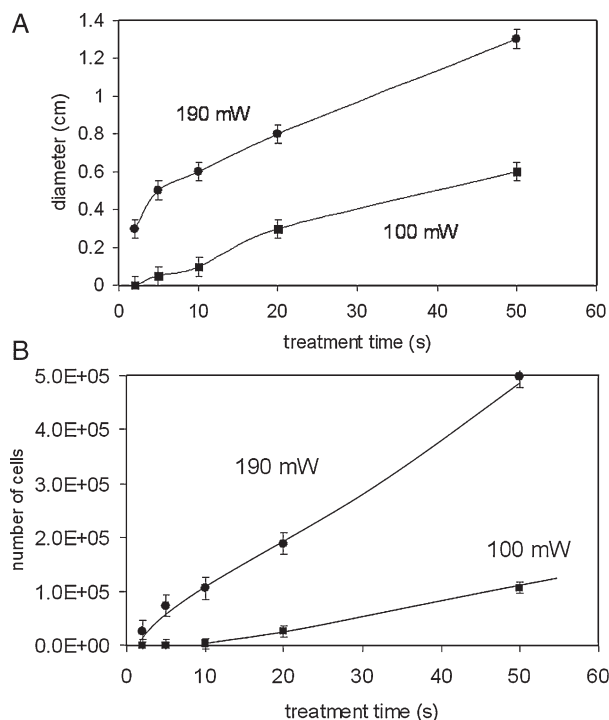 A
1.4
1.2
1
0.8
0.6
0.4
0.2
0
diameter (cm)
190 mW
100 mW
0 10 20 30 40 50 60
treatment time (s)
B
5.0E+05
4.0E+05
3.0E+05
2.0E+05
1.0E+05
0.0E+00
number of cells
190 mW
100 mW
0 10 20 30 40 50 60
treatment time (s)